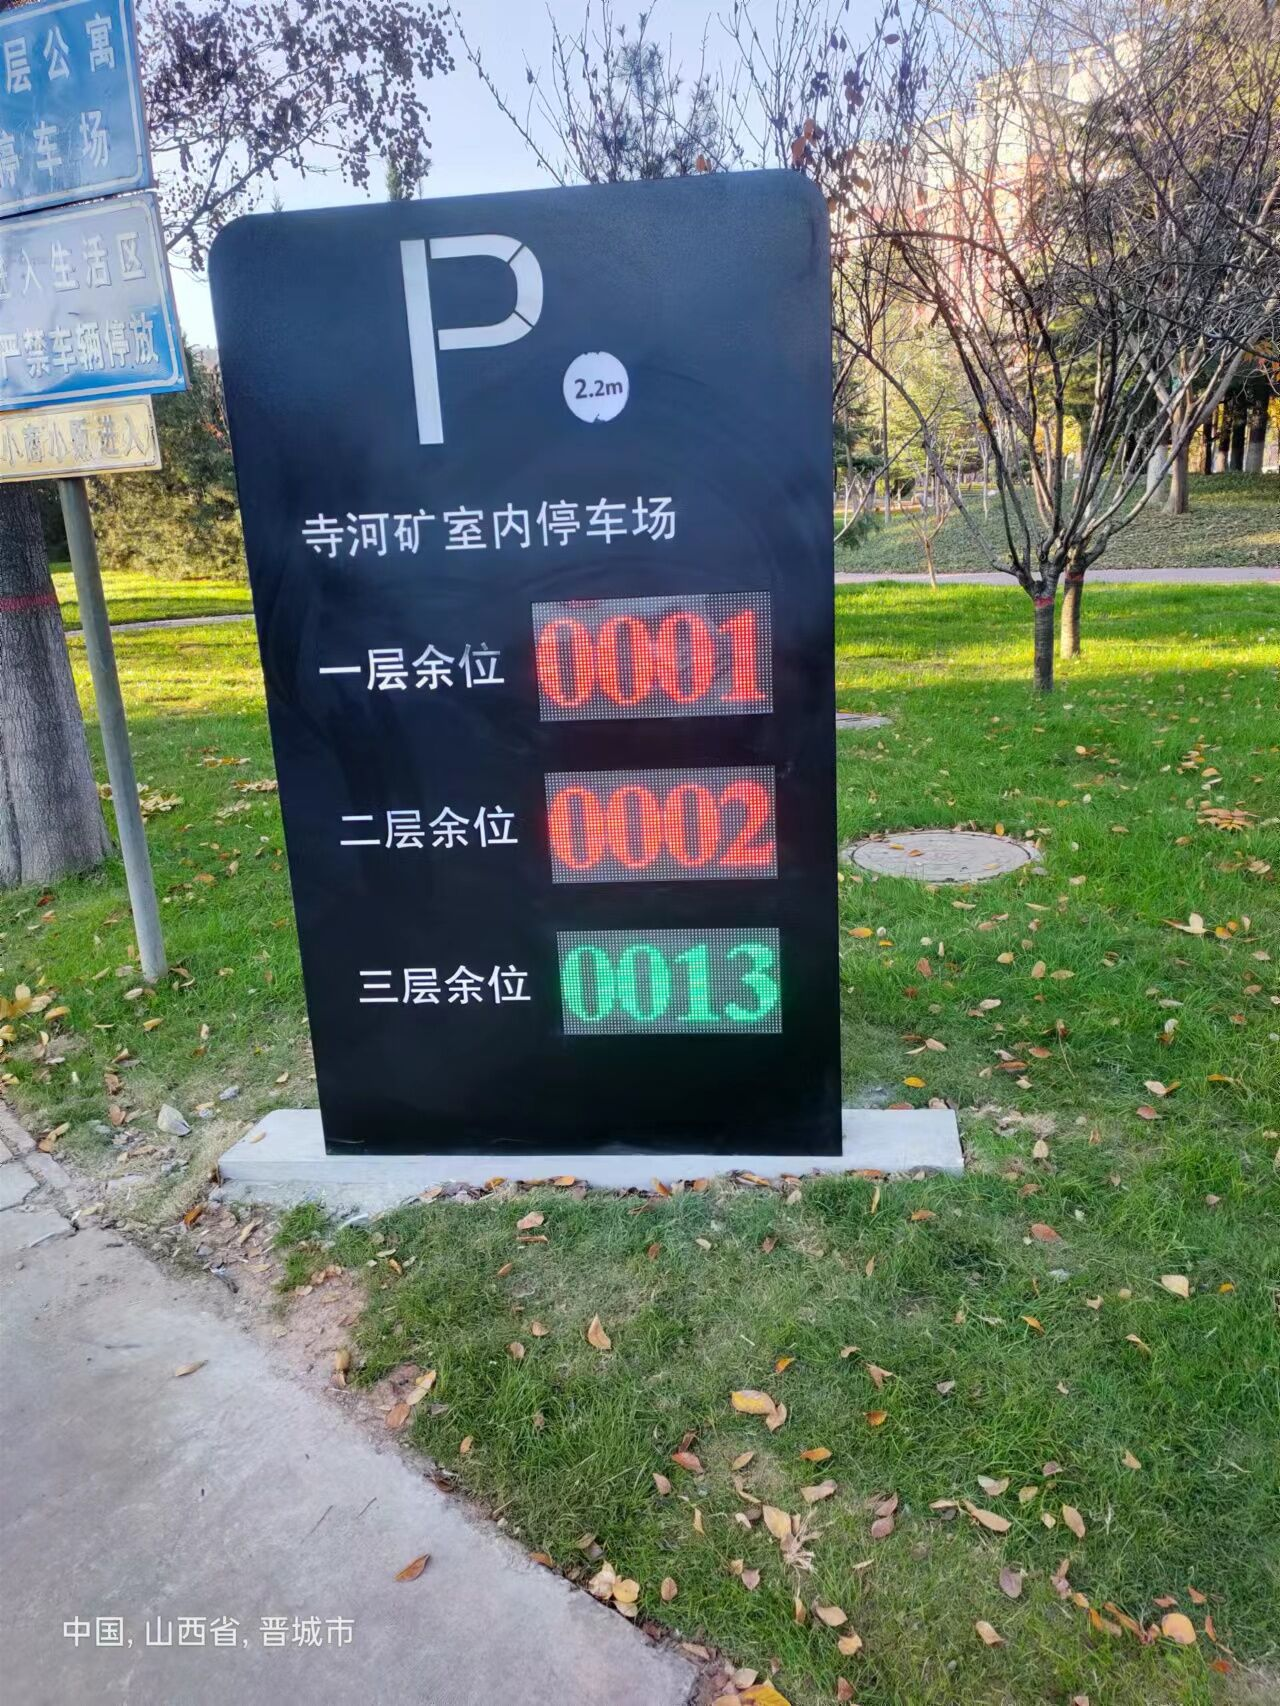 层公寓
停车场
进入生活区
严禁车辆停放
小商小贩进入
P
2.2m
寺河矿室内停车场
一层余位 0001
二层余位 0002
三层余位 0013
中国, 山西省, 晋城市